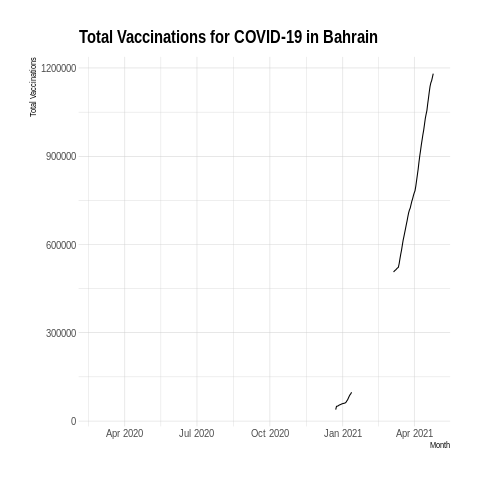 Total Vaccinations for COVID-19 in Bahrain
Total Vaccinations
1200000
900000
600000
300000
0
Apr 2020 Jul 2020 Oct 2020 Jan 2021 Apr 2021
Month